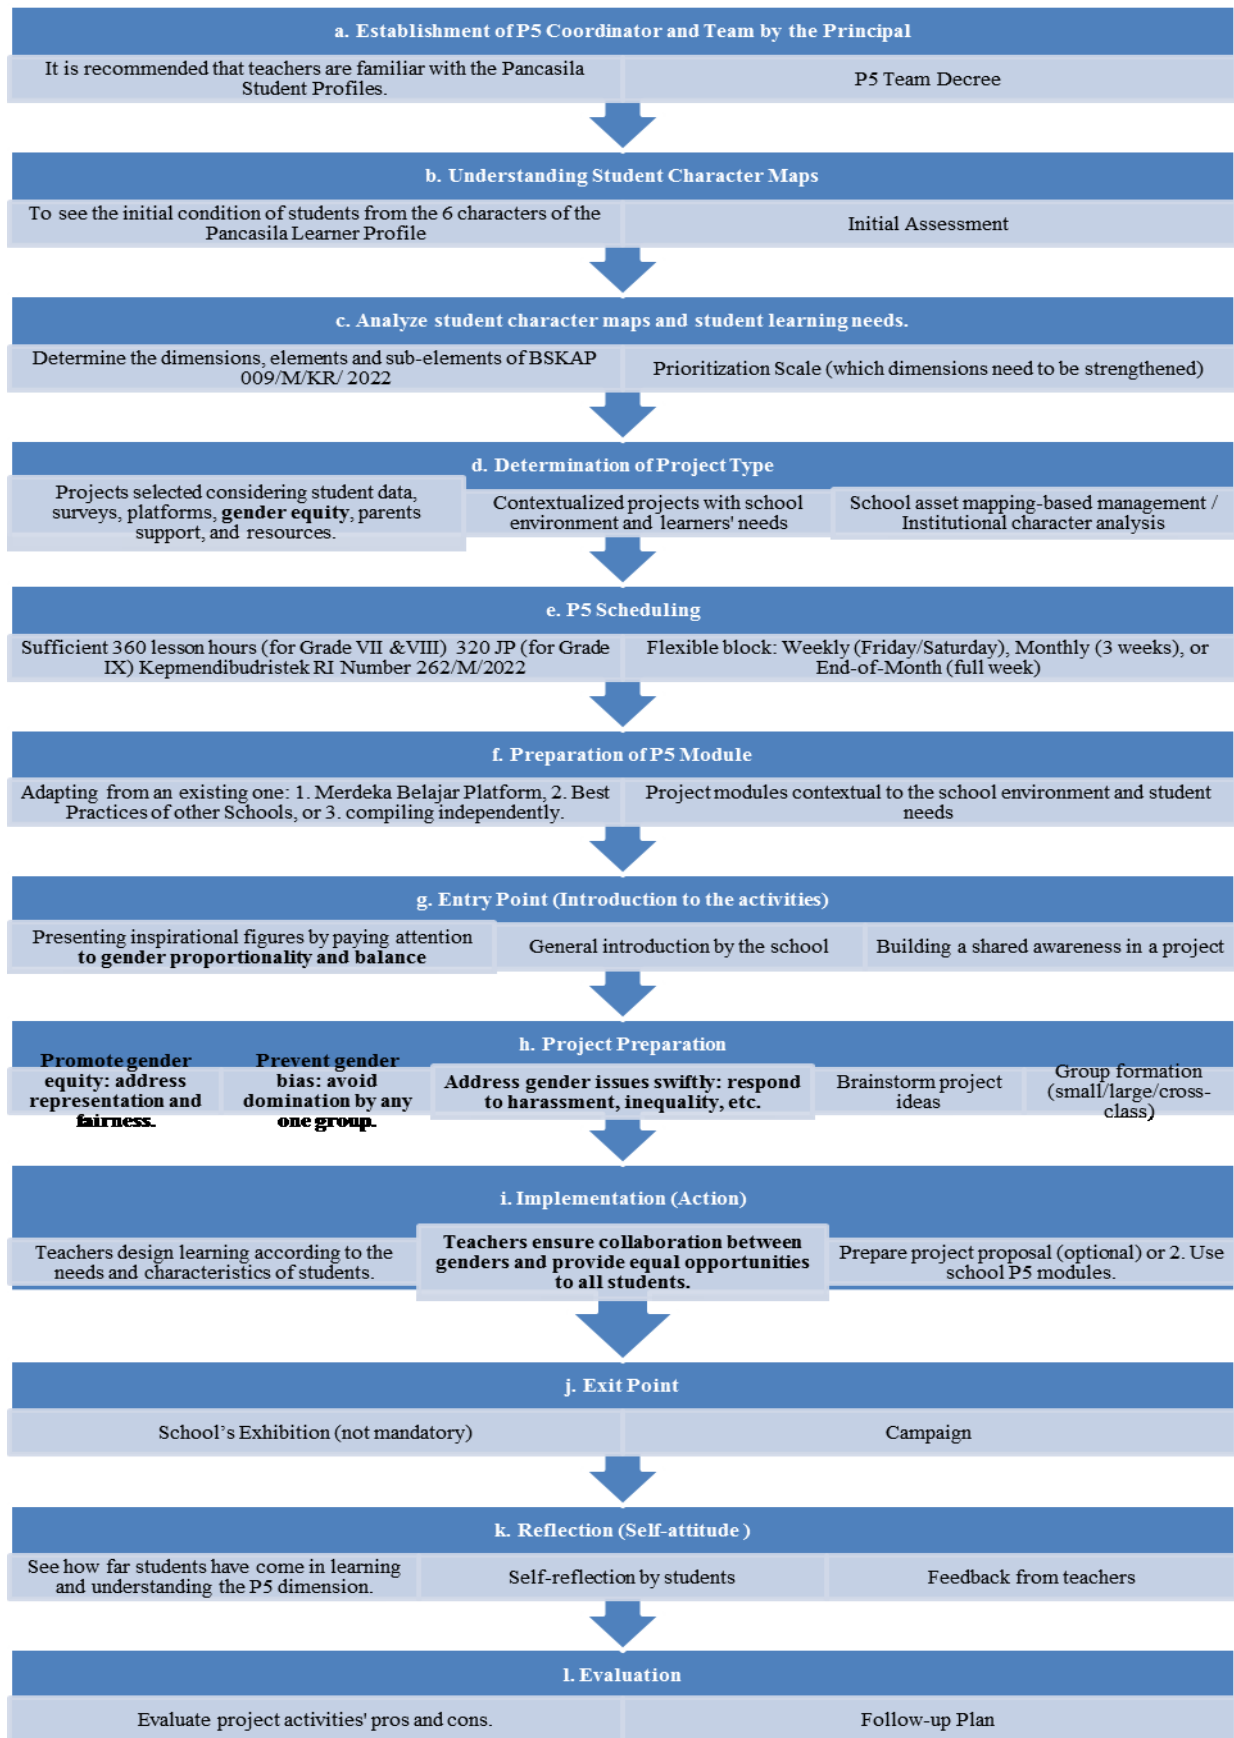 a. Establishment of P5 Coordinator and Team by the Principal
It is recommended that teachers are familiar with the Pancasila
Student Profiles.
P5 Team Decree
b. Understanding Student Character Maps
To see the initial condition of students from the 6 characters of the
Pancasila Learner Profile
Initial Assessment
c. Analyze student character maps and student learning needs.
Determine the dimensions, elements and sub-elements of BSKAP
009/M/KR/ 2022
Prioritization Scale (which dimensions need to be strengthened)
d. Determination of Project Type
Projects selected considering student data,
surveys, platforms, gender equity, parents
support, and resources.
Contextualized projects with school
environment and learners' needs
School asset mapping-based management /
Institutional character analysis
e. P5 Scheduling
Sufficient 360 lesson hours (for Grade VII &VIII) 320 JP (for Grade
IX) Kepmendibudristek RI Number 262/M/2022
Flexible block: Weekly (Friday/Saturday), Monthly (3 weeks), or
End-of-Month (full week)
f. Preparation of P5 Module
Adapting from an existing one: 1. Merdeka Belajar Platform, 2. Best
Practices of other Schools, or 3. compiling independently.
Project modules contextual to the school environment and student
needs
g. Entry Point (Introduction to the activities)
Presenting inspirational figures by paying attention
to gender proportionality and balance
General introduction by the school
Building a shared awareness in a project
h. Project Preparation
Promote gender
equity: address
representation and
fairness.
Prevent gender
bias: avoid
domination by any
one group.
Address gender issues swiftly: respond
to harassment, inequality, etc.
Brainstorm project
ideas
Group formation
(small/large/cross-
class)
i. Implementation (Action)
Teachers design learning according to the
needs and characteristics of students.
Teachers ensure collaboration between
genders and provide equal opportunities
to all students.
Prepare project proposal (optional) or 2. Use
school P5 modules.
j. Exit Point
School’s Exhibition (not mandatory)
Campaign
k. Reflection (Self-attitude )
See how far students have come in learning
and understanding the P5 dimension.
Self-reflection by students
Feedback from teachers
l. Evaluation
Evaluate project activities' pros and cons.
Follow-up Plan